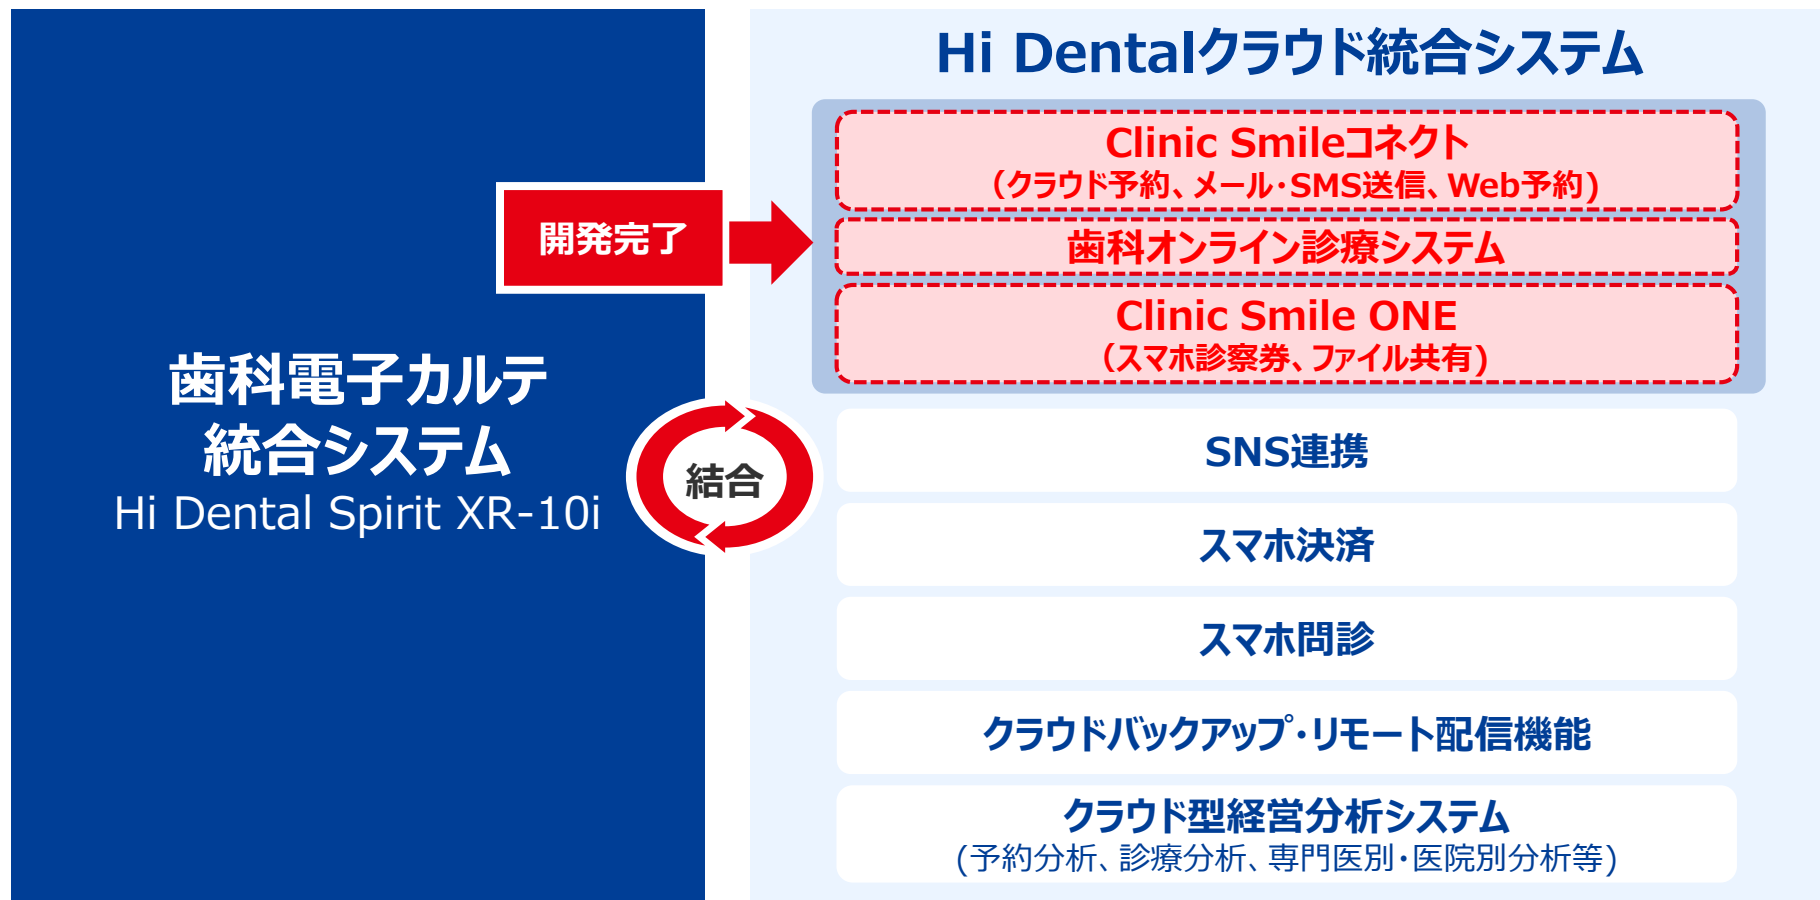 Hi Dentalクラウド統合システム
Clinic Smileコネクト
(クラウド予約、メール・SMS送信、Web予約)
開発完了
歯科オンライン診療システム
Clinic Smile ONE
(スマホ診察券、ファイル共有)
歯科電子カルテ
統合システム
Hi Dental Spirit XR-10i
結合
SNS連携
スマホ決済
スマホ問診
クラウドバックアップ・リモート配信機能
クラウド型経営分析システム
(予約分析、診療分析、専門医別・医院別分析等)